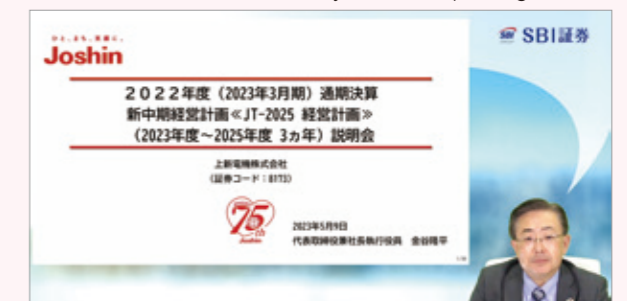 ひと、まち、笑顔に。
Joshin
SBI SBI証券
2022年度（2023年3月期）通期決算
新中期経営計画≪JT-2025 経営計画≫
（2023年度～2025年度 3ヵ年）説明会
上新電機株式会社
（証券コード：8173）
75th
Joshin
2023年5月9日
代表取締役兼社長執行役員 金谷隆平